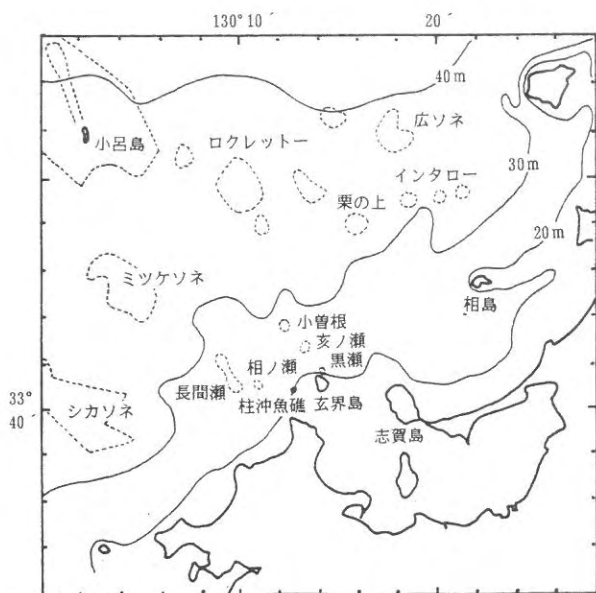 130°10′
20′
40m
広ソネ
小呂島
ロクレットー
30m
インタロー
栗の上
20m
ミツケソネ
相島
小曽根
亥ノ瀬
相ノ瀬
黒瀬
長間瀬
33°
40′
シカソネ
柱沖魚礁
玄界島
志賀島